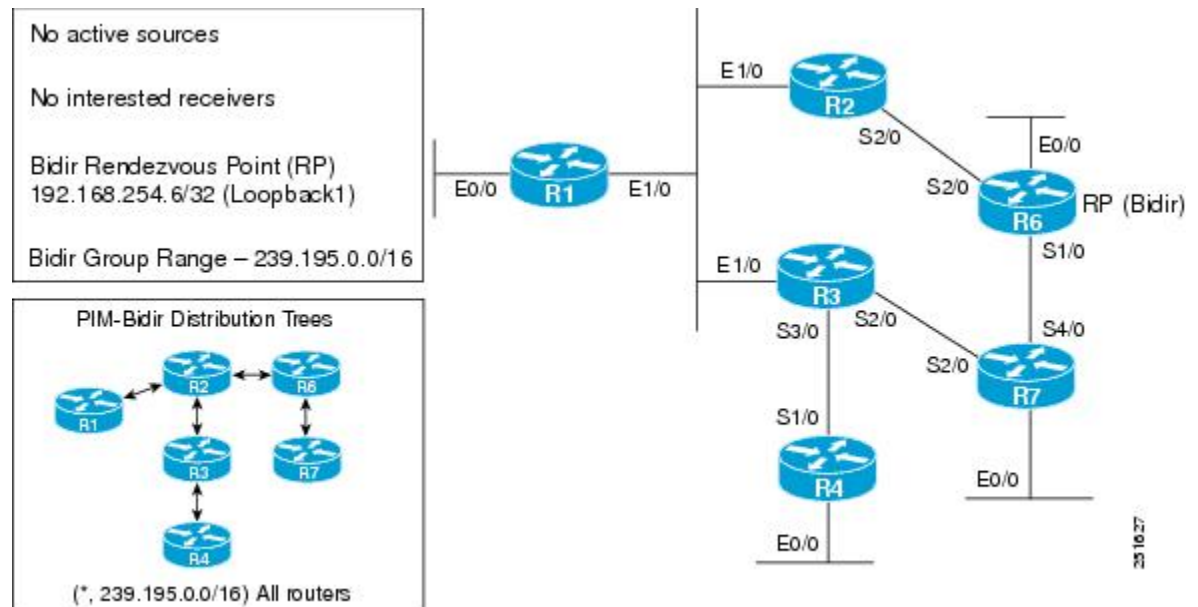 No active sources
No interested receivers
Bidir Rendezvous Point (RP)
192.168.254.6/32 (Loopback1)
Bidir Group Range – 239.195.0.0/16
PIM-Bidir Distribution Trees
R1
R2
R6
R3
R7
R4
(*, 239.195.0.0/16) All routers
E0/0
R1
E1/0
E1/0
R2
S2/0
E0/0
S2/0
R6
RP (Bidir)
S1/0
E1/0
R3
S3/0
S2/0
S4/0
S2/0
R7
S1/0
R4
E0/0
E0/0
251627